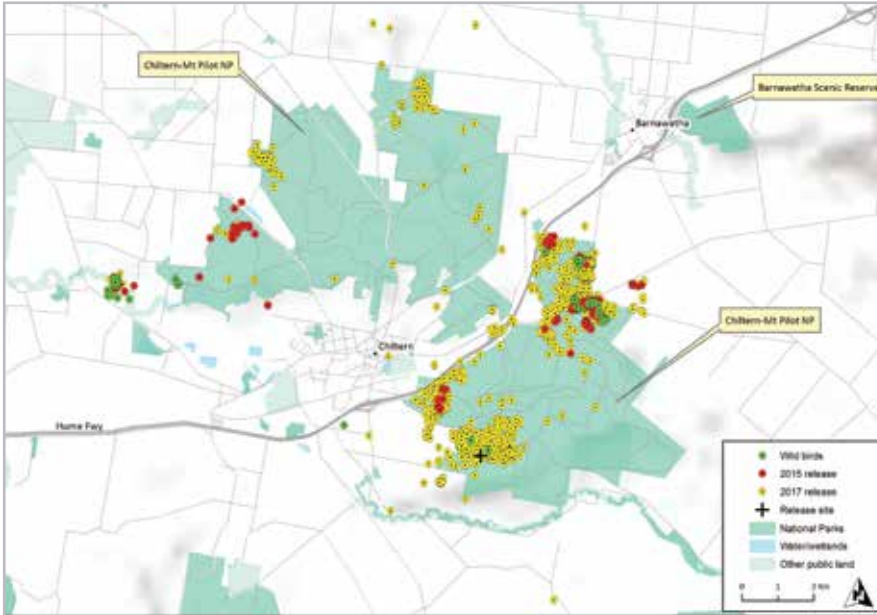 Chiltern-Mt Pilot NP
Barnawatha Scenic Reserve
Barnawatha
Chiltern-Mt Pilot NP
Chiltern
Hume Fwy
Wild birds
2015 release
2017 release
Release site
National Parks
Water/wetlands
Other public land
0 1 2 km
N